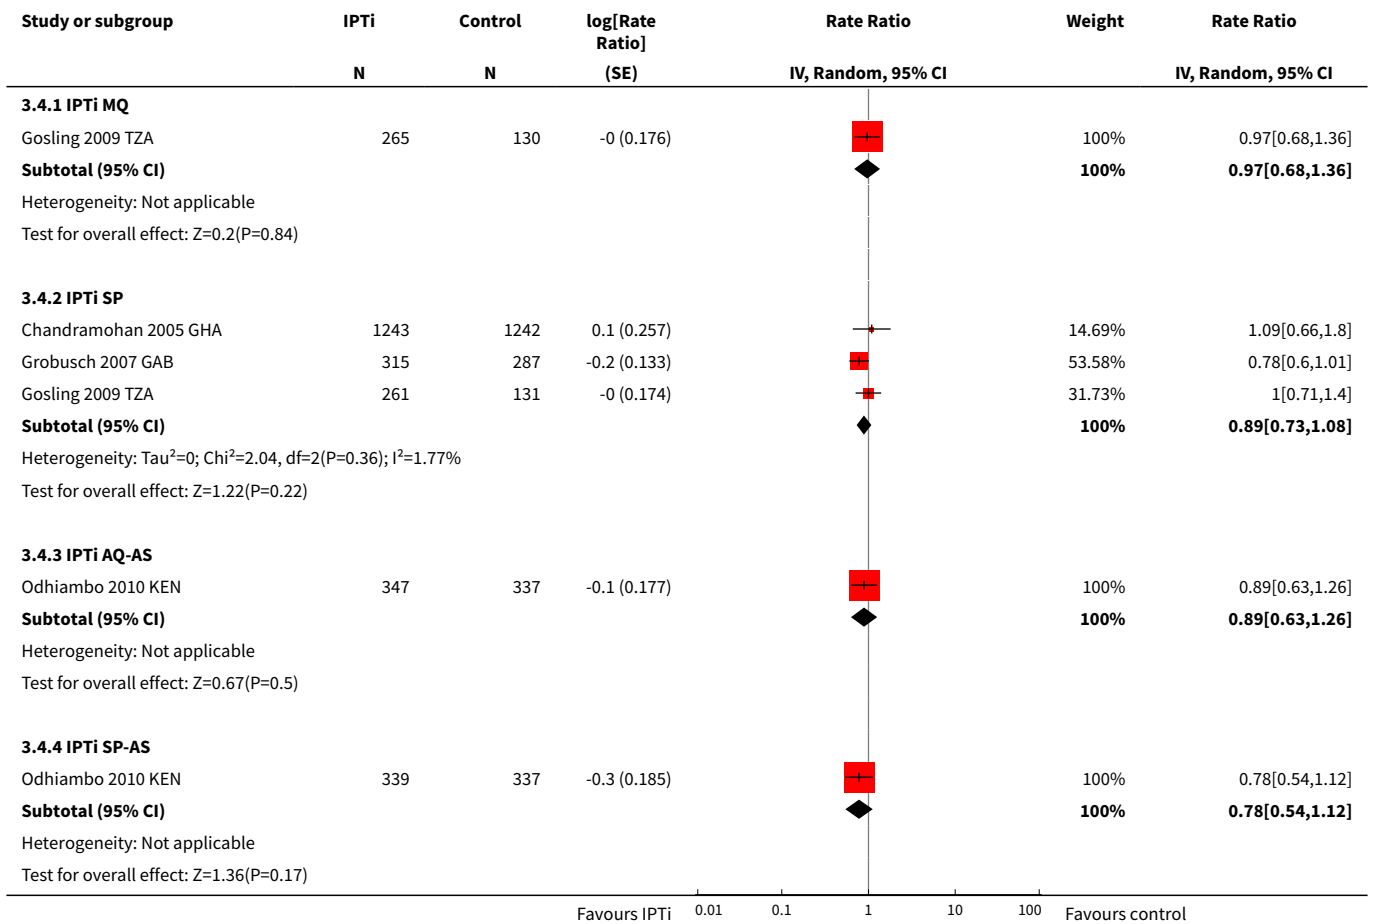 Study or subgroup IPTi Control log[Rate Ratio] Rate Ratio Weight Rate Ratio
N N (SE) IV, Random, 95% CI IV, Random, 95% CI
3.4.1 IPTi MQ
Gosling 2009 TZA 265 130 -0 (0.176) 100% 0.97[0.68,1.36]
Subtotal (95% CI) 100% 0.97[0.68,1.36]
Heterogeneity: Not applicable
Test for overall effect: Z=0.2(P=0.84)
3.4.2 IPTi SP
Chandramohan 2005 GHA 1243 1242 0.1 (0.257) 14.69% 1.09[0.66,1.8]
Grobusch 2007 GAB 315 287 -0.2 (0.133) 53.58% 0.78[0.6,1.01]
Gosling 2009 TZA 261 131 -0 (0.174) 31.73% 1[0.71,1.4]
Subtotal (95% CI) 100% 0.89[0.73,1.08]
Heterogeneity: Tau²=0; Chi²=2.04, df=2(P=0.36); I²=1.77%
Test for overall effect: Z=1.22(P=0.22)
3.4.3 IPTi AQ-AS
Odhiambo 2010 KEN 347 337 -0.1 (0.177) 100% 0.89[0.63,1.26]
Subtotal (95% CI) 100% 0.89[0.63,1.26]
Heterogeneity: Not applicable
Test for overall effect: Z=0.67(P=0.5)
3.4.4 IPTi SP-AS
Odhiambo 2010 KEN 339 337 -0.3 (0.185) 100% 0.78[0.54,1.12]
Subtotal (95% CI) 100% 0.78[0.54,1.12]
Heterogeneity: Not applicable
Test for overall effect: Z=1.36(P=0.17)
Favours IPTi 0.01 0.1 1 10 100 Favours control